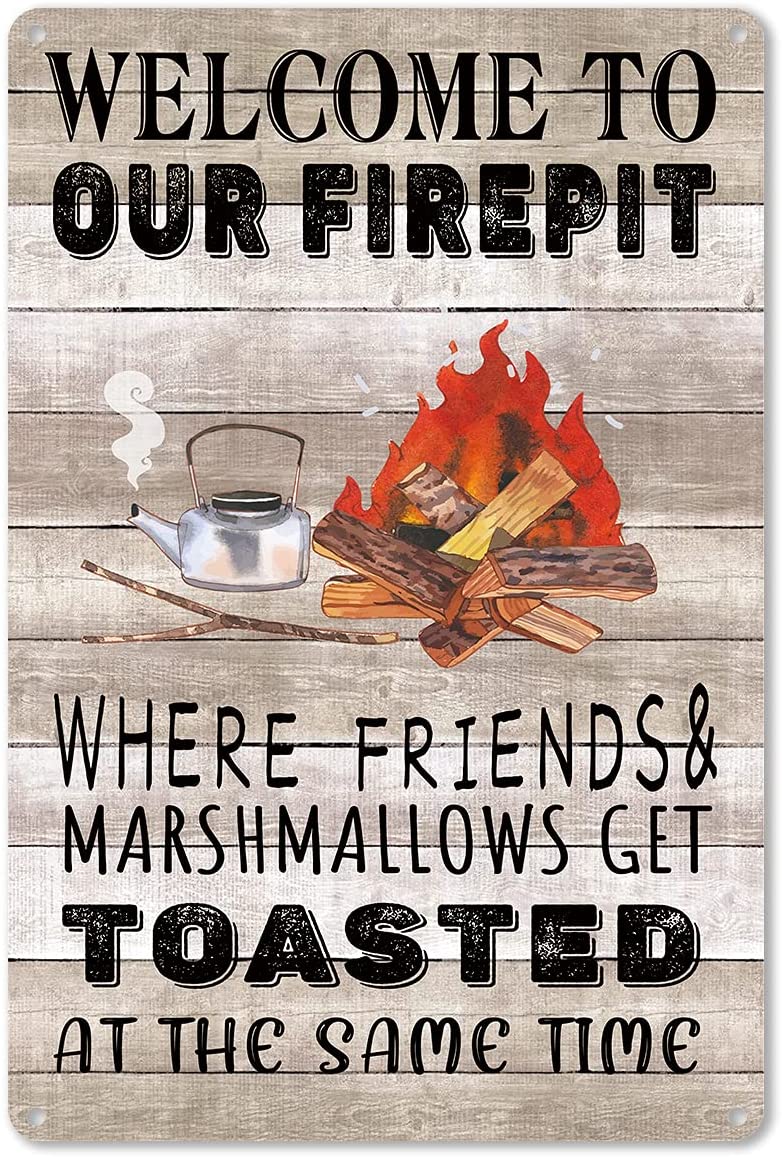 WELCOME TO
OUR FIREPIT
WHERE FRIENDS&
MARSHMALLOWS GET
TOASTED
AT THE SAME TIME